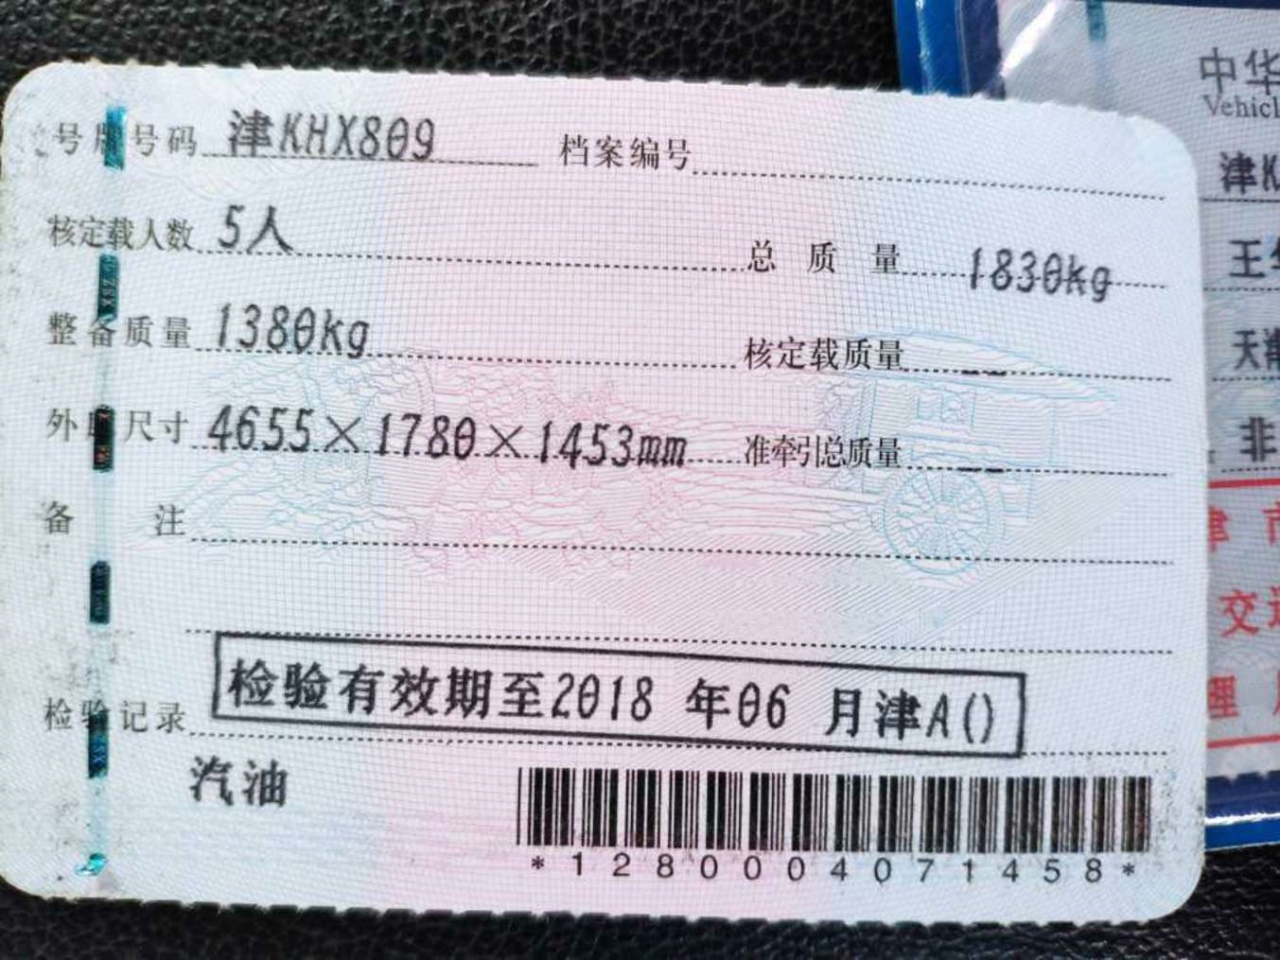 号牌号码 津KHX809 档案编号
核定载人数 5人 总质量 1830kg
整备质量 1380kg 核定载质量 --
外廓尺寸 4655×1780×1453mm 准牵引总质量 --
备注
检验记录 检验有效期至2018 年06 月津A()
汽油
*1280004071458*
中华
Vehicl
津K
王
天津
非
津 市
交通
理